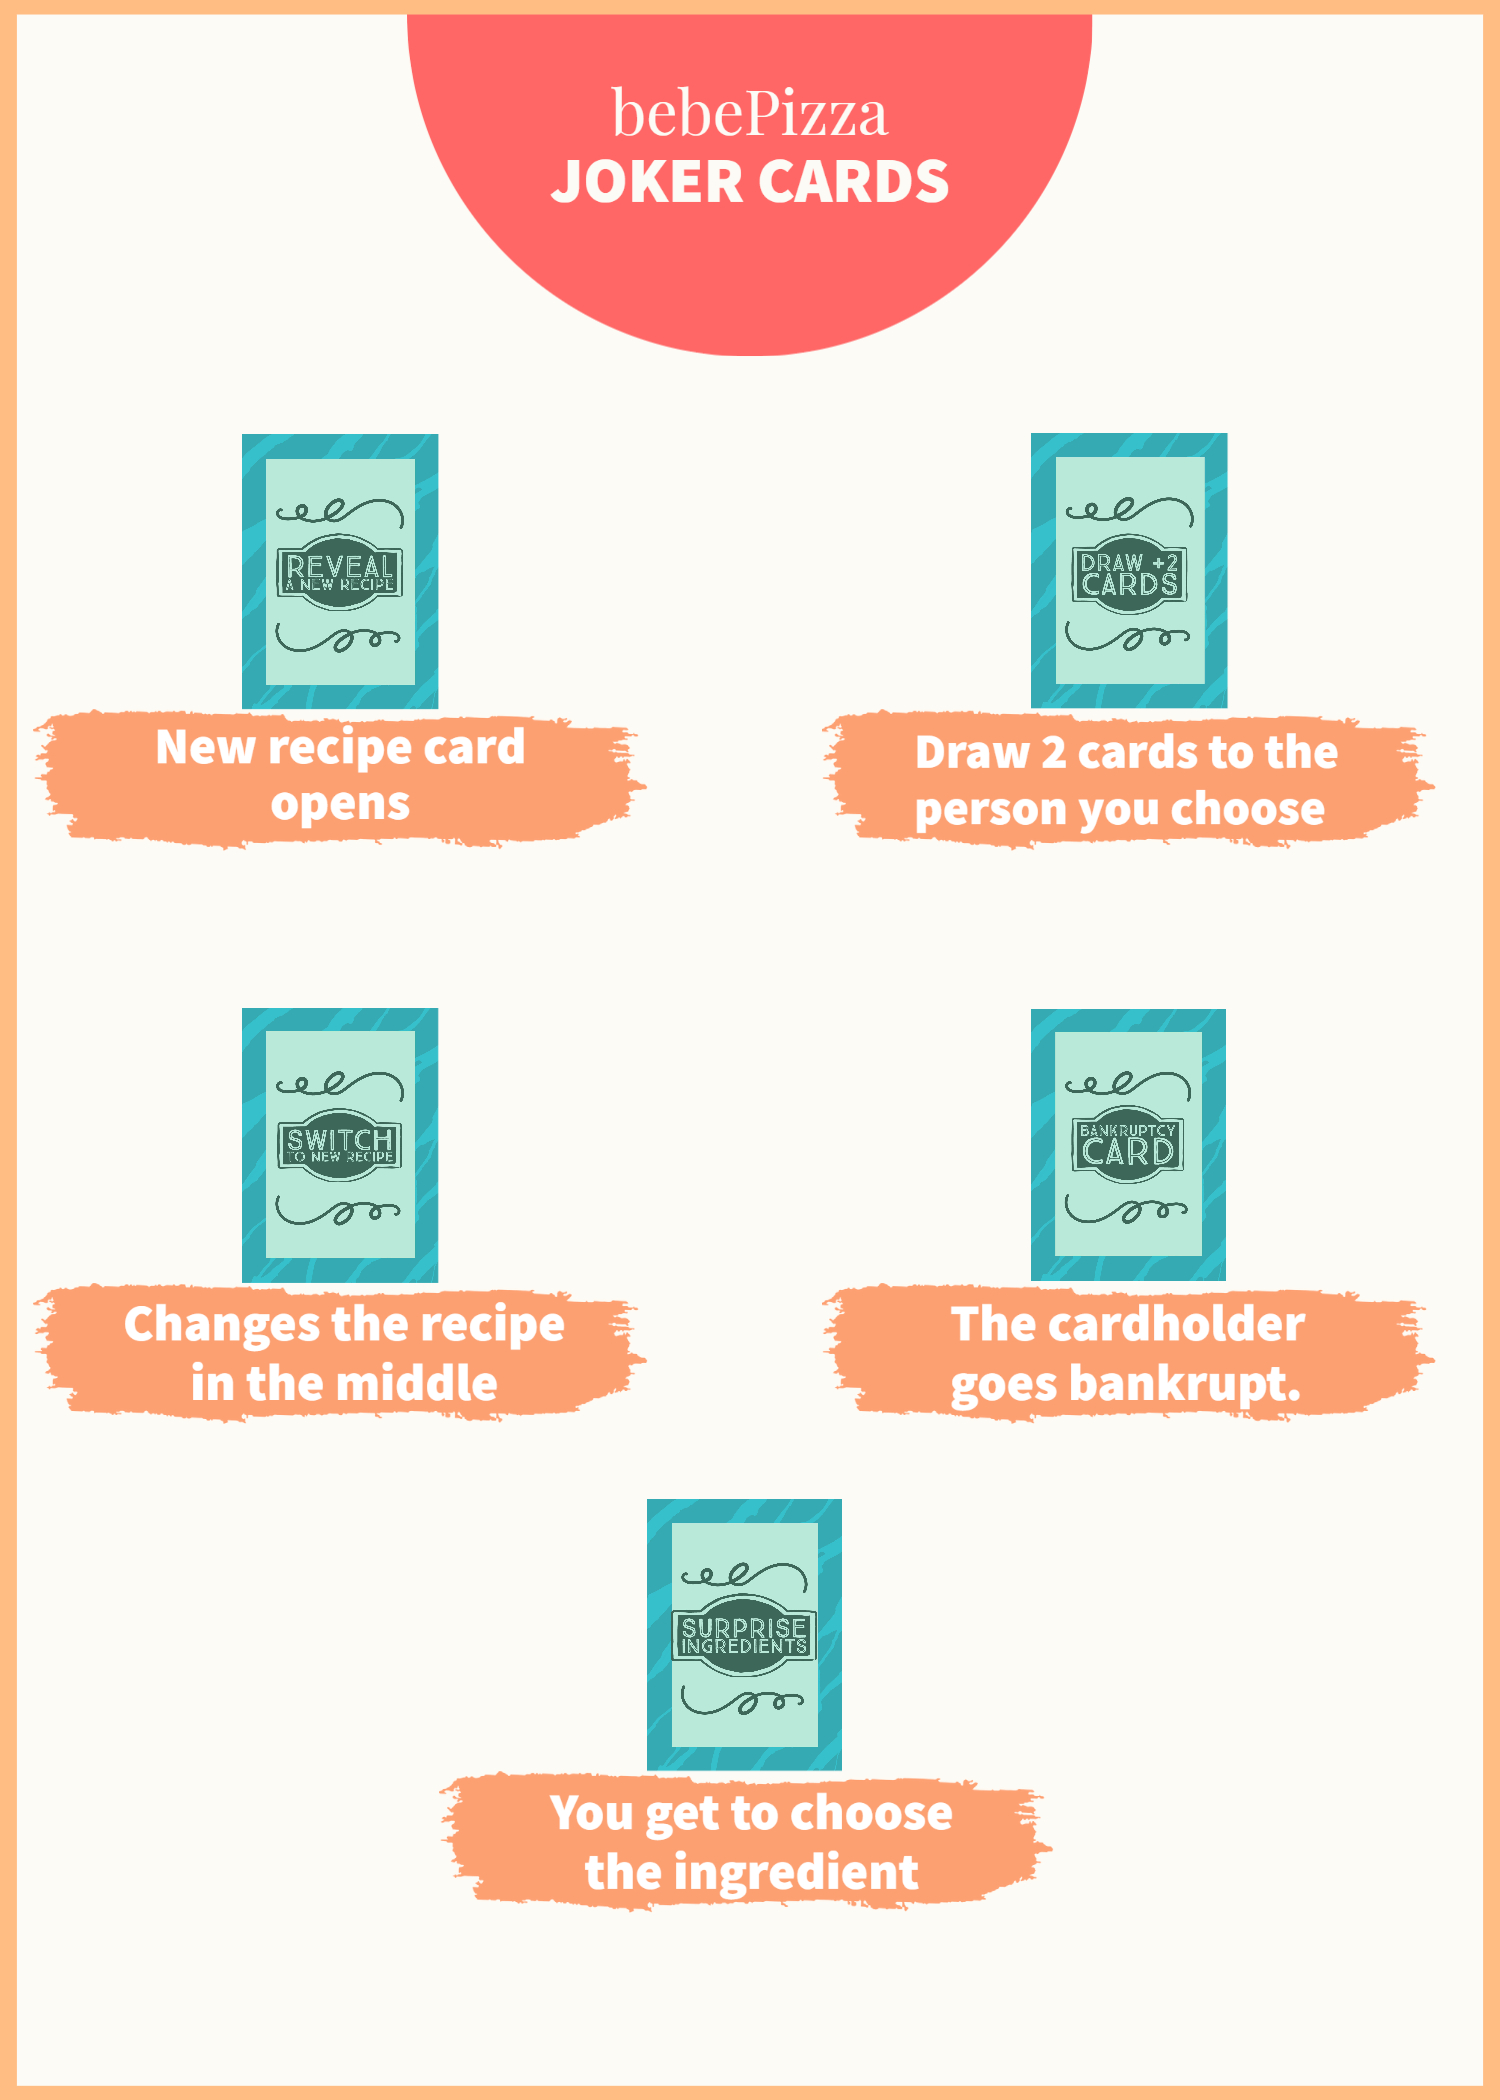 bebePizza
JOKER CARDS
REVEAL
A NEW RECIPE
New recipe card
opens
DRAW +2
CARDS
Draw 2 cards to the
person you choose
SWITCH
TO NEW RECIPE
Changes the recipe
in the middle
BANKRUPTCY
CARD
The cardholder
goes bankrupt.
SURPRISE
INGREDIENTS
You get to choose
the ingredient